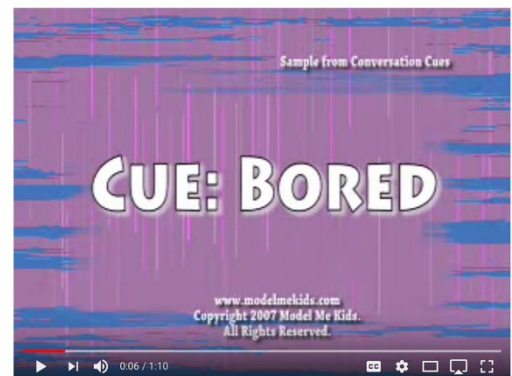 Sample from Conversation Cues
CUE: BORED
www.modelmekids.com
Copyright 2007 Model Me Kids.
All Rights Reserved.
0:06 / 1:10
CC